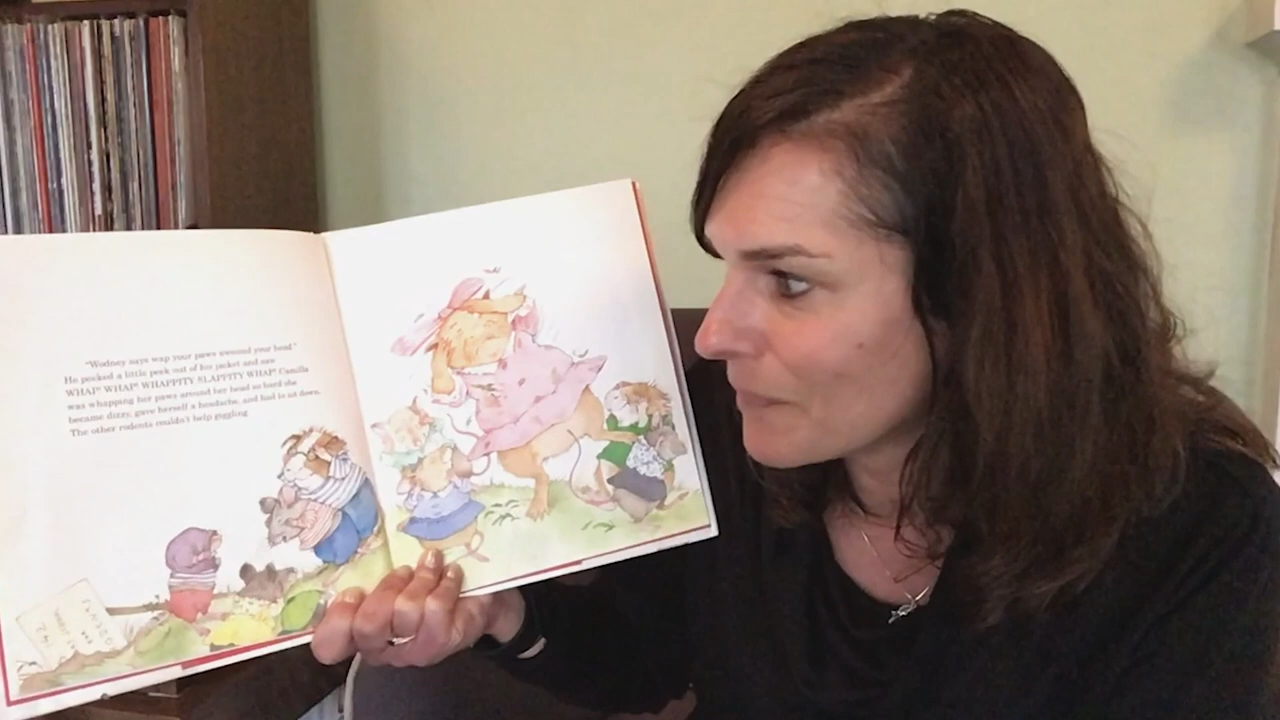 "Wodney says wap your paws awound your head."
He peeked a little peek out of his jacket and saw
WHAP! WHAP! WHAPPITY SLAPPITY WHAP! Camilla
was whapping her paws around her head so hard she
became dizzy, gave herself a headache, and had to sit down.
The other rodents couldn't help giggling.